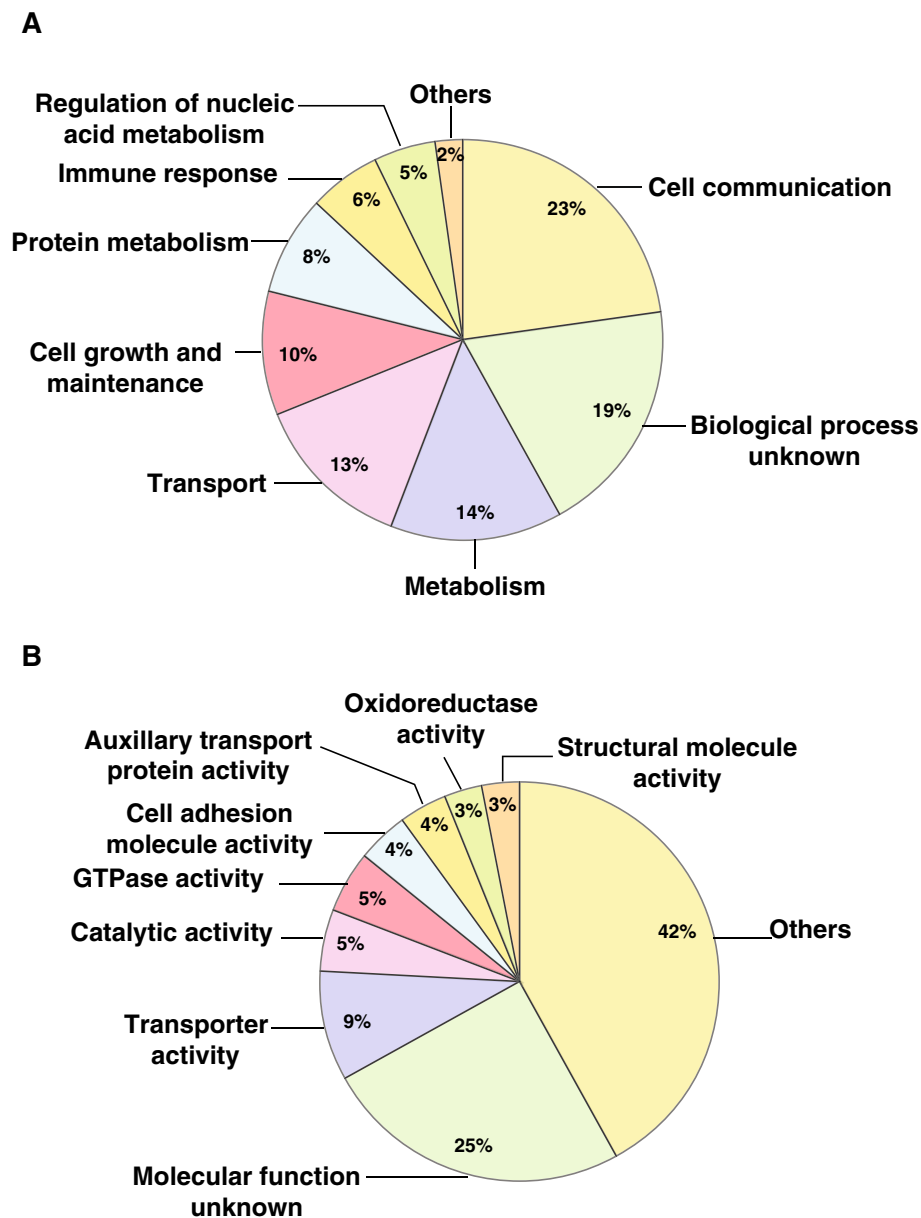 A
Regulation of nucleic
acid metabolism
Others
Immune response
2%
5%
Cell communication
6%
23%
Protein metabolism
8%
Cell growth and
maintenance
10%
19%
Biological process
unknown
13%
Transport
14%
Metabolism
B
Oxidoreductase
activity
Auxillary transport
protein activity
Structural molecule
activity
Cell adhesion
molecule activity
4%
3%
3%
4%
GTPase activity
5%
Catalytic activity
5%
42%
Others
Transporter
activity
9%
25%
Molecular function
unknown